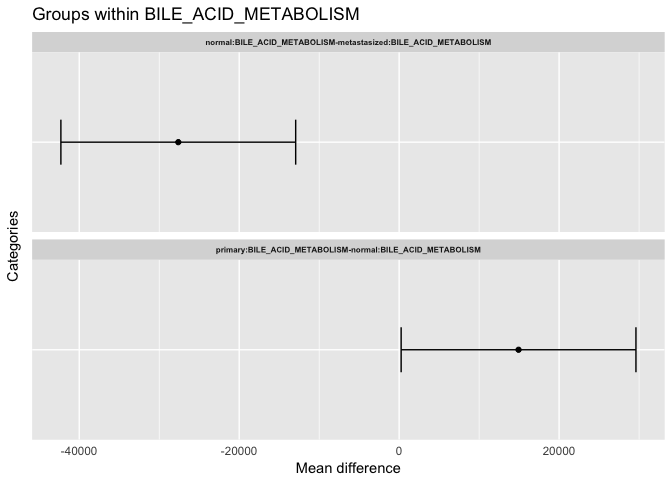 Groups within BILE_ACID_METABOLISM
normal:BILE_ACID_METABOLISM-metastasized:BILE_ACID_METABOLISM
primary:BILE_ACID_METABOLISM-normal:BILE_ACID_METABOLISM
Categories
-40000
-20000
0
20000
Mean difference